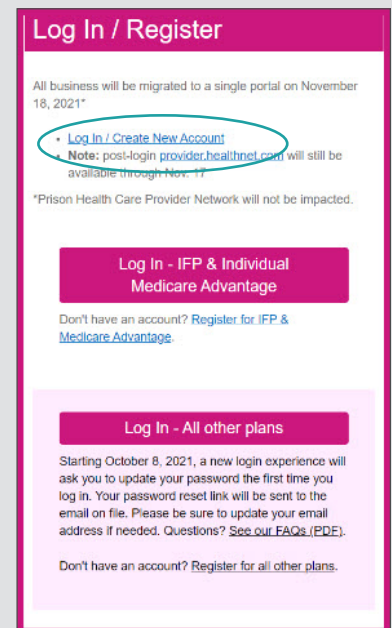 Log In / Register
All business will be migrated to a single portal on November
18, 2021*
• Log In / Create New Account
• Note: post-login provider.healthnet.com will still be
available through Nov. 17
*Prison Health Care Provider Network will not be impacted.
Log In - IFP & Individual
Medicare Advantage
Don't have an account? Register for IFP &
Medicare Advantage.
Log In - All other plans
Starting October 8, 2021, a new login experience will
ask you to update your password the first time you
log in. Your password reset link will be sent to the
email on file. Please be sure to update your email
address if needed. Questions? See our FAQs (PDF).
Don't have an account? Register for all other plans.